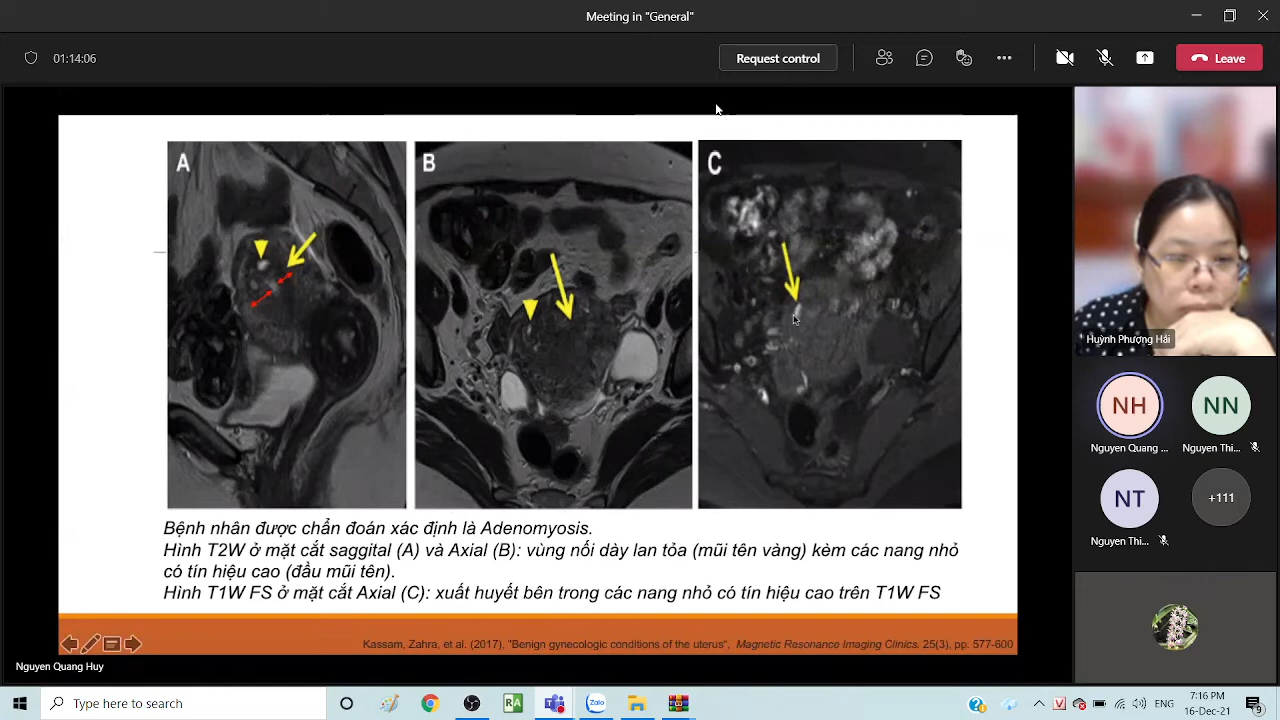 Meeting in "General"
01:14:06
Request control
Leave
A
B
C
Huỳnh Phượng Hải
NH
NN
Nguyen Quang ...
Nguyen Thi...
NT
+111
Nguyen Thi...
Bệnh nhân được chẩn đoán xác định là Adenomyosis.
Hình T2W ở mặt cắt saggital (A) và Axial (B): vùng nối dày lan tỏa (mũi tên vàng) kèm các nang nhỏ
có tín hiệu cao (đầu mũi tên).
Hình T1W FS ở mặt cắt Axial (C): xuất huyết bên trong các nang nhỏ có tín hiệu cao trên T1W FS
Kassam, Zahra, et al. (2017), "Benign gynecologic conditions of the uterus", Magnetic Resonance Imaging Clinics. 25(3), pp. 577-600
Nguyen Quang Huy
Type here to search
RA
Zalo
V
ENG
7:16 PM
16-Dec-21
9